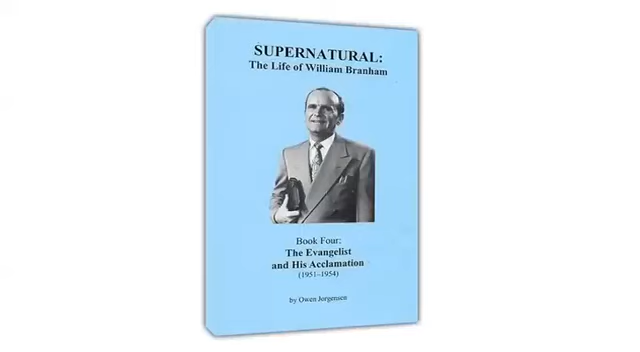 SUPERNATURAL:
The Life of William Branham
Book Four:
The Evangelist
and His Acclamation
(1951–1954)
by Owen Jorgensen